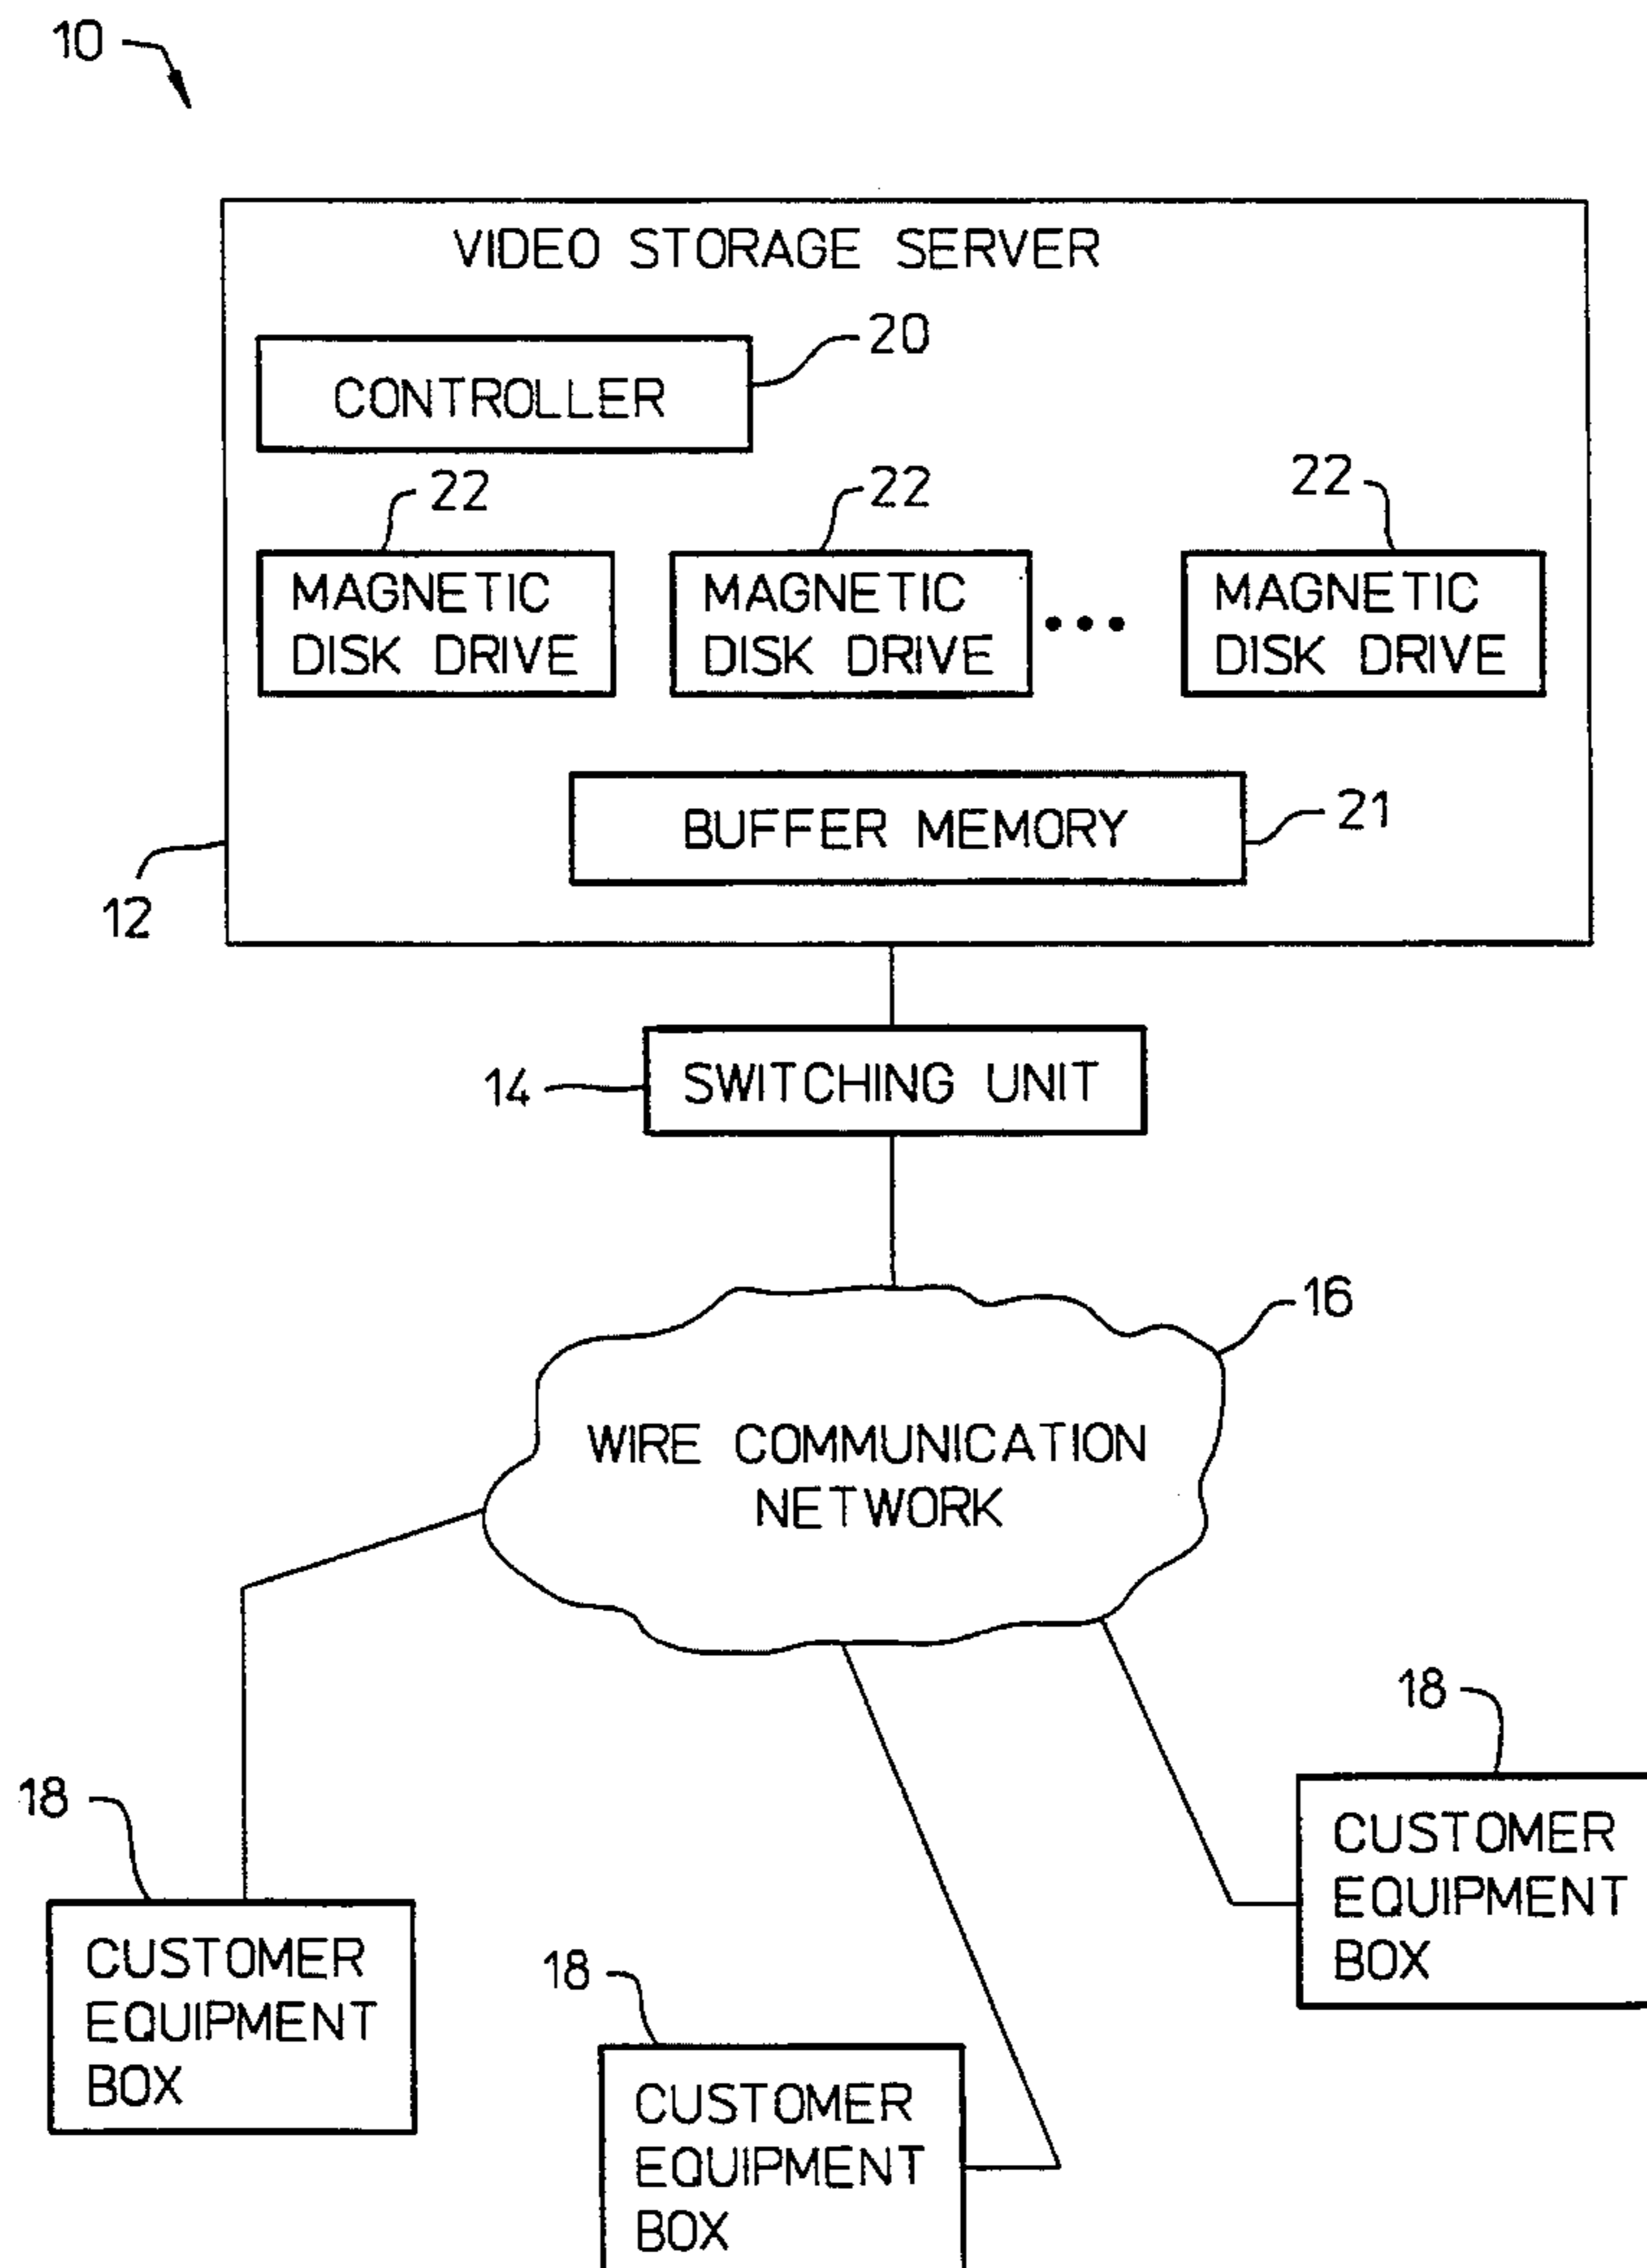 10
VIDEO STORAGE SERVER
20
CONTROLLER
22
22
22
MAGNETIC
DISK DRIVE
MAGNETIC
DISK DRIVE
MAGNETIC
DISK DRIVE
21
BUFFER MEMORY
12
14
SWITCHING UNIT
16
WIRE COMMUNICATION
NETWORK
18
CUSTOMER
EQUIPMENT
BOX
18
CUSTOMER
EQUIPMENT
BOX
18
CUSTOMER
EQUIPMENT
BOX